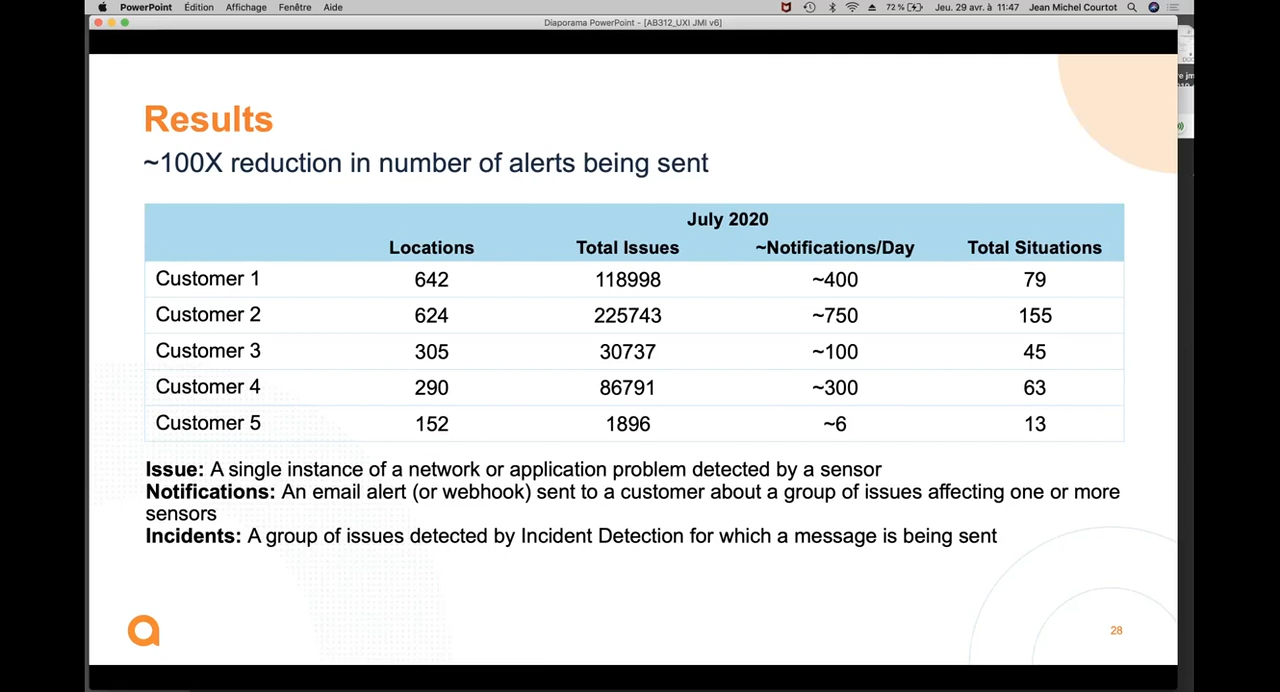 PowerPoint Édition Affichage Fenêtre Aide 72 % Jeu. 29 avr. à 11:47 Jean Michel Courtot
Diaporama PowerPoint - [AB312_UXI JMI v6]
Results
~100X reduction in number of alerts being sent
July 2020
Locations Total Issues ~Notifications/Day Total Situations
Customer 1 642 118998 ~400 79
Customer 2 624 225743 ~750 155
Customer 3 305 30737 ~100 45
Customer 4 290 86791 ~300 63
Customer 5 152 1896 ~6 13
Issue: A single instance of a network or application problem detected by a sensor
Notifications: An email alert (or webhook) sent to a customer about a group of issues affecting one or more
sensors
Incidents: A group of issues detected by Incident Detection for which a message is being sent
28